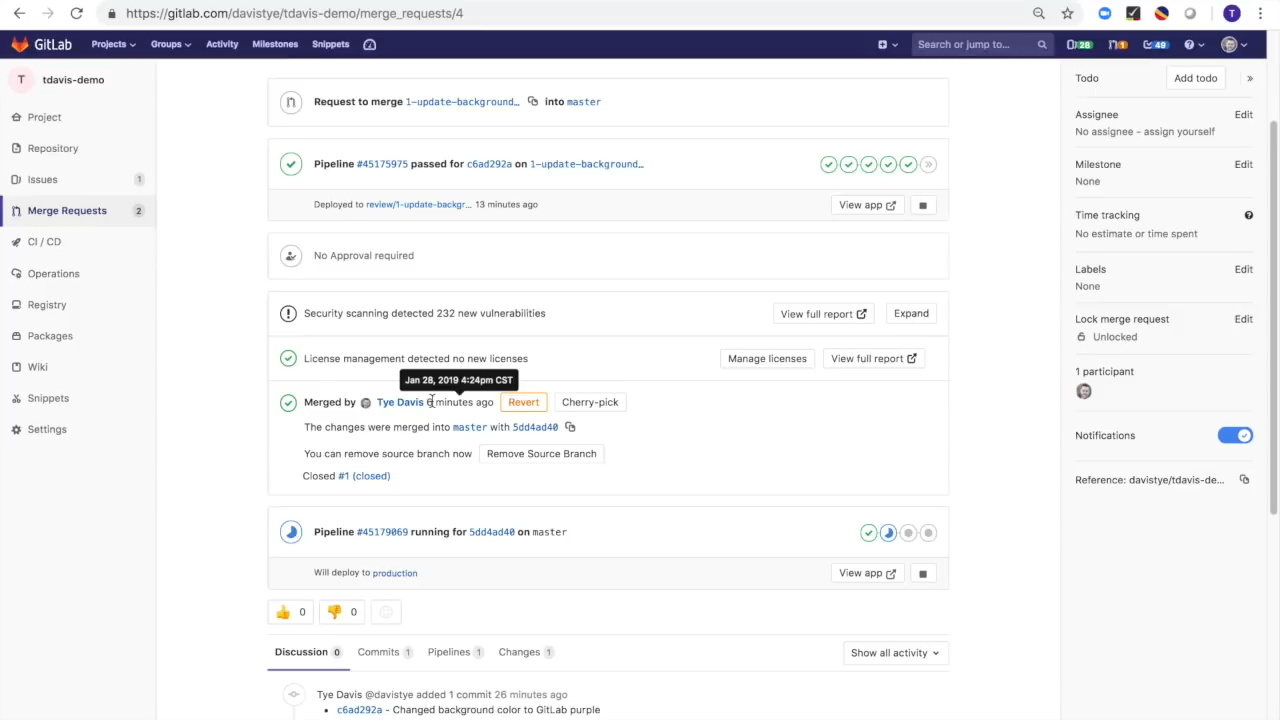 https://gitlab.com/davistye/tdavis-demo/merge_requests/4
T
GitLab Projects Groups Activity Milestones Snippets Search or jump to... 28 1 49
T tdavis-demo
Project
Repository
Issues 1
Merge Requests 2
CI / CD
Operations
Registry
Packages
Wiki
Snippets
Settings
Request to merge 1-update-background… into master
Pipeline #45175975 passed for c6ad292a on 1-update-background…
Deployed to review/1-update-backgr... 13 minutes ago View app
No Approval required
Security scanning detected 232 new vulnerabilities View full report Expand
License management detected no new licenses Manage licenses View full report
Jan 28, 2019 4:24pm CST
Merged by Tye Davis 6 minutes ago Revert Cherry-pick
The changes were merged into master with 5dd4ad40
You can remove source branch now Remove Source Branch
Closed #1 (closed)
Pipeline #45179069 running for 5dd4ad40 on master
Will deploy to production View app
0 0
Discussion 0 Commits 1 Pipelines 1 Changes 1 Show all activity
Tye Davis @davistye added 1 commit 26 minutes ago
• c6ad292a - Changed background color to GitLab purple
Todo Add todo »
Assignee Edit
No assignee - assign yourself
Milestone Edit
None
Time tracking
No estimate or time spent
Labels Edit
None
Lock merge request Edit
Unlocked
1 participant
Notifications
Reference: davistye/tdavis-de...